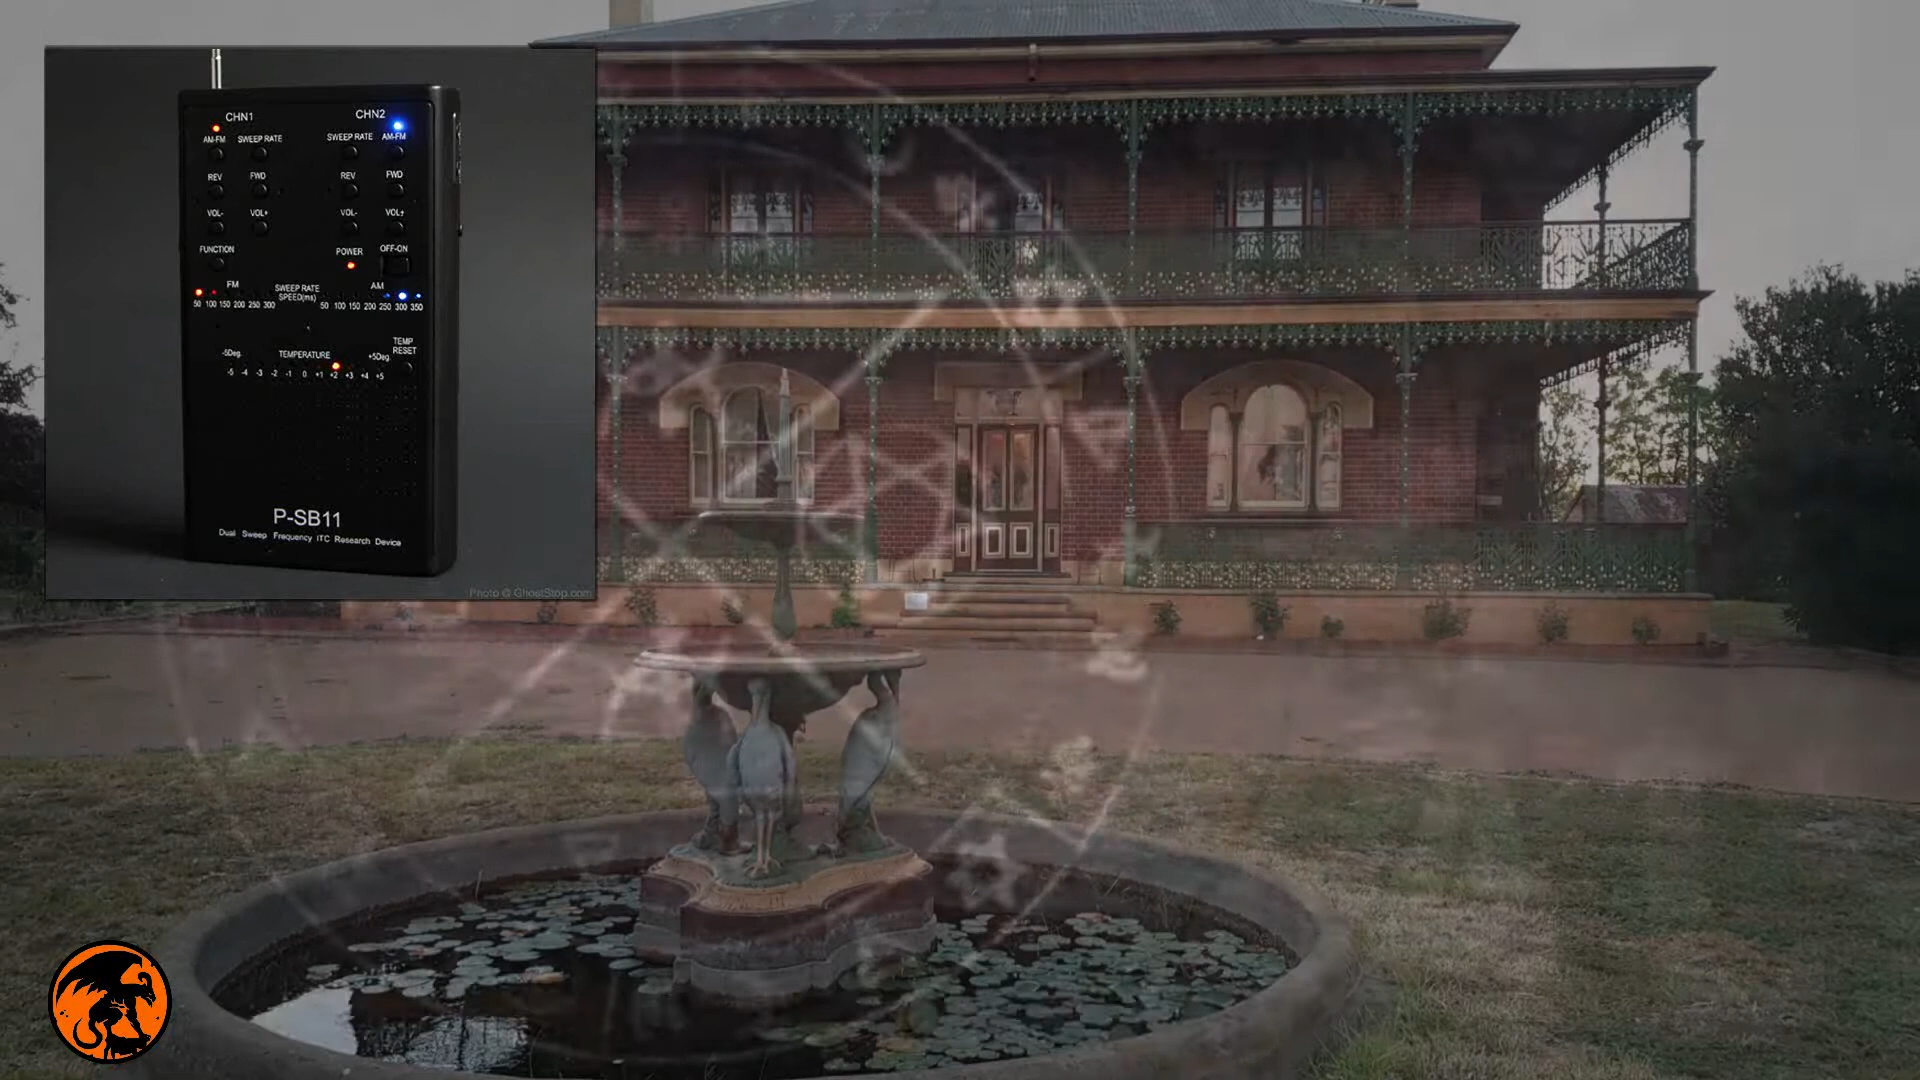 CHN1 CHN2
AM-FM SWEEP RATE SWEEP RATE AM-FM
REV FWD REV FWD
VOL- VOL+ VOL- VOL+
FUNCTION POWER OFF-ON
FM SWEEP RATE SPEED(ms) AM
50 100 150 200 250 300 50 100 150 200 250 300 350
TEMP RESET
-5Deg. TEMPERATURE +5Deg.
-5 -4 -3 -2 -1 0 +1 +2 +3 +4 +5
P-SB11
Dual Sweep Frequency ITC Research Device
Photo © GhostStop.com